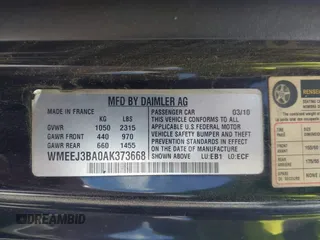 MFD BY DAIMLER AG
MADE IN:FRANCE
PASSENGER CAR 03/10
KG LBS
GVWR 1050 2315
GAWR FRONT 440 970
GAWR REAR 660 1455
THIS VEHICLE CONFORMS TO ALL
APPLICABLE U.S. FEDERAL MOTOR
VEHICLE SAFETY, BUMPER AND
THEFT PREVENTION STANDARDS IN
EFFECT ON THE DATE OF
MANUFACTURE SHOWN ABOVE
WMEEJ3BA0AK373668
LU:EB1 LO:ECF
DREAMBID